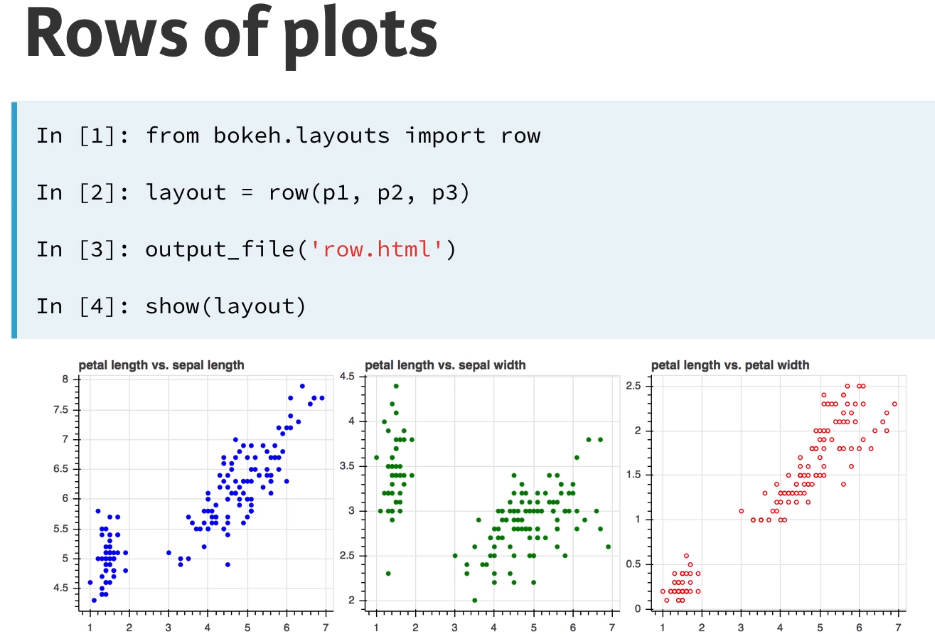 Rows of plots
In [1]: from bokeh.layouts import row
In [2]: layout = row(p1, p2, p3)
In [3]: output_file('row.html')
In [4]: show(layout)
petal length vs. sepal length
8
7.5
7
6.5
6
5.5
5
4.5
1 2 3 4 5 6 7
petal length vs. sepal width
4.5
4
3.5
3
2.5
2
1 2 3 4 5 6 7
petal length vs. petal width
2.5
2
1.5
1
0.5
0
1 2 3 4 5 6 7